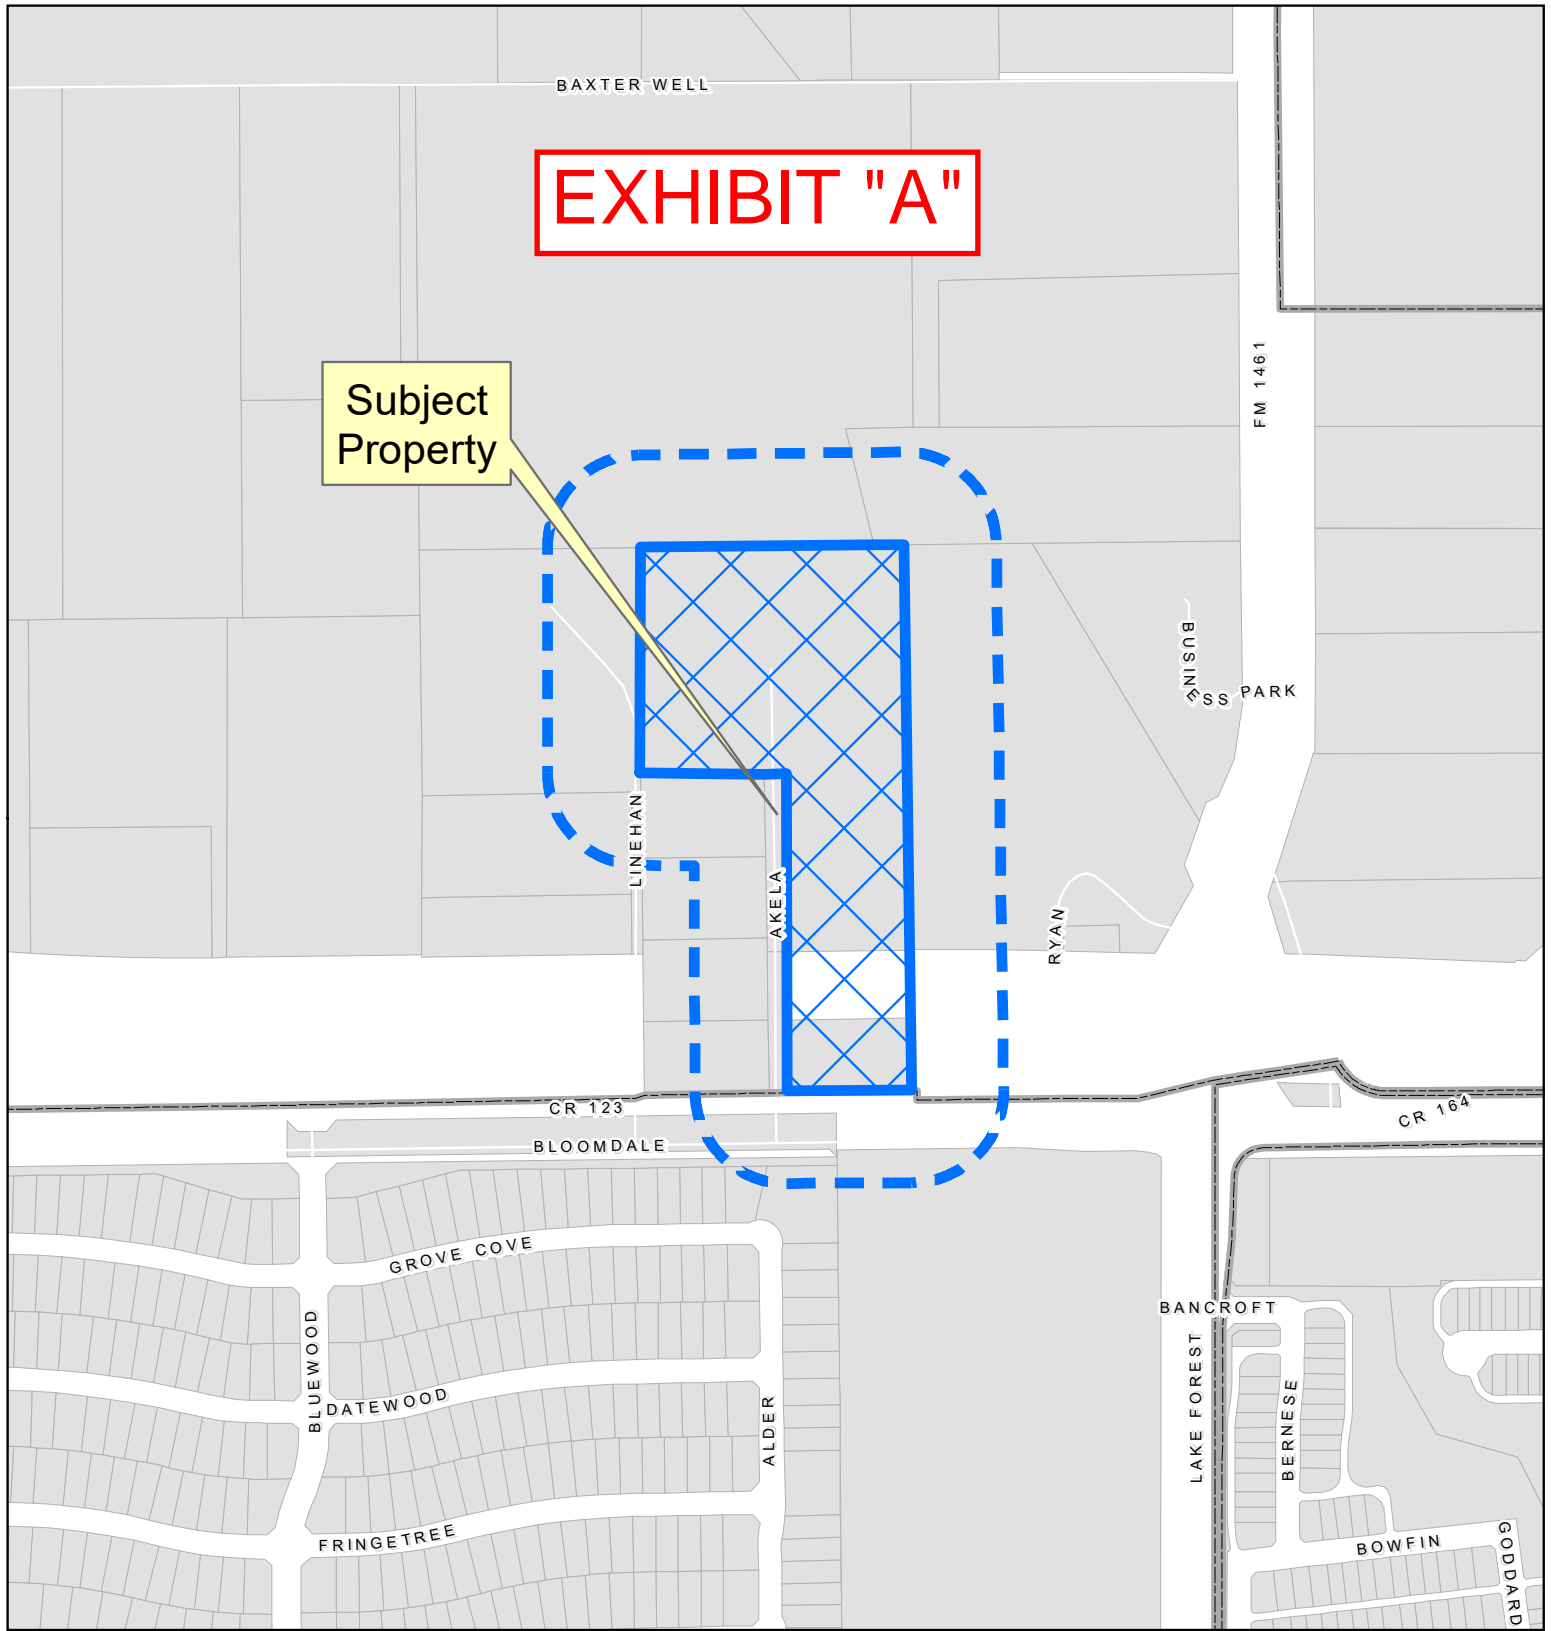 BAXTER WELL
EXHIBIT "A"
FM 1461
Subject
Property
BUSINESS PARK
LINEHAN
AKELA
RYAN
CR 123
CR 164
BLOOMDALE
GROVE COVE
BANCROFT
BLUEWOOD
LAKE FOREST
DATEWOOD
BERNESE
ALDER
FRINGETREE
BOWFIN
GODDARD